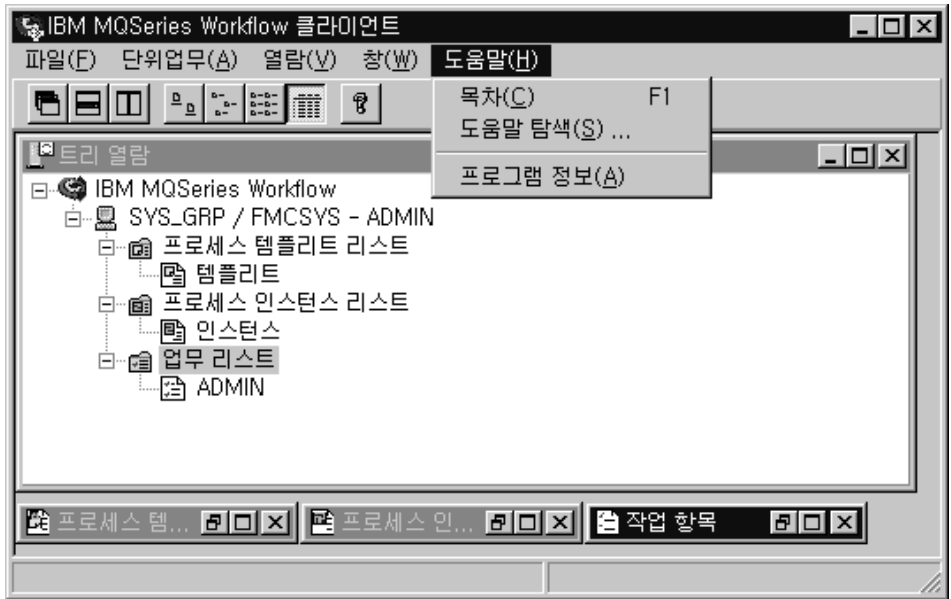 IBM MQSeries Workflow 클라이언트
파일(F) 단위업무(A) 열람(V) 창(W) 도움말(H)
목차(C) F1
도움말 탐색(S) ...
프로그램 정보(A)
트리 열람
IBM MQSeries Workflow
SYS_GRP / FMCSYS - ADMIN
프로세스 템플리트 리스트
템플리트
프로세스 인스턴스 리스트
인스턴스
업무 리스트
ADMIN
프로세스 템... 프로세스 인... 작업 항목